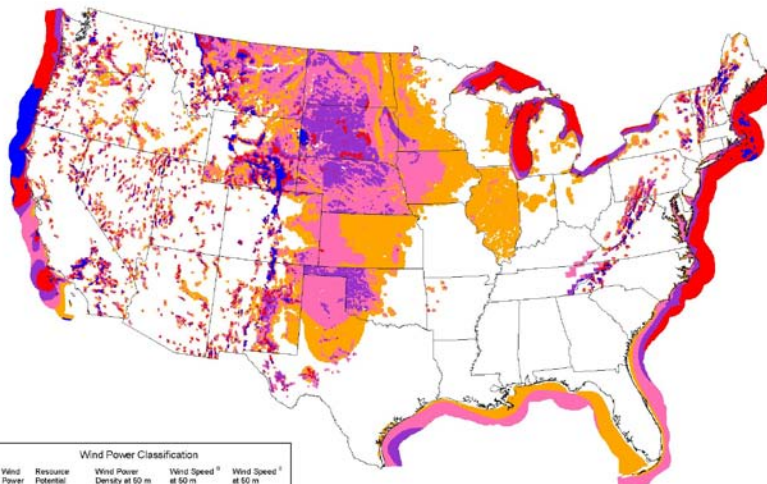 Wind Power Classification
Wind Resource Wind Power Wind Speed Wind Speed
Power Potential Density at 50 m at 50 m at 50 m